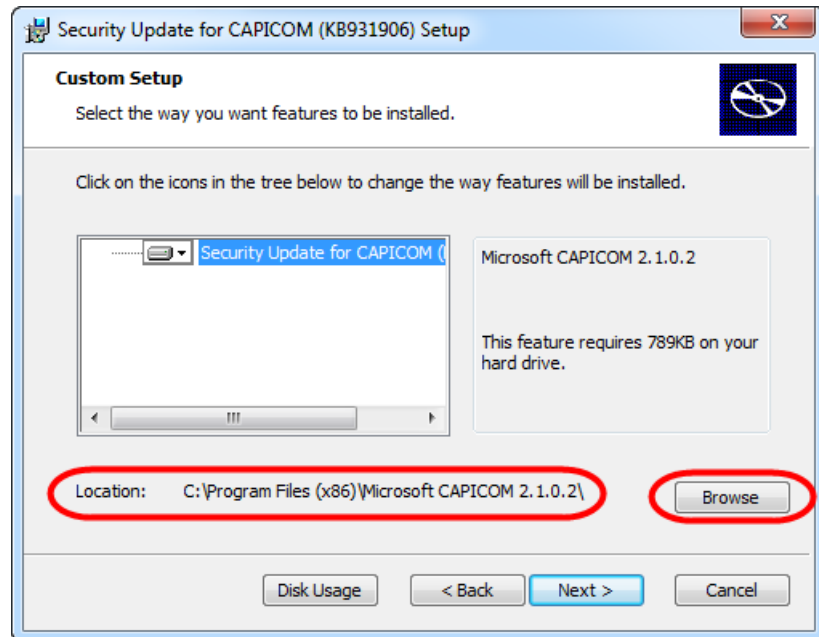 Security Update for CAPICOM (KB931906) Setup
Custom Setup
Select the way you want features to be installed.
Click on the icons in the tree below to change the way features will be installed.
Security Update for CAPICOM (
Microsoft CAPICOM 2.1.0.2
This feature requires 789KB on your
hard drive.
Location: C:\Program Files (x86)\Microsoft CAPICOM 2.1.0.2\
Browse
Disk Usage
< Back
Next >
Cancel